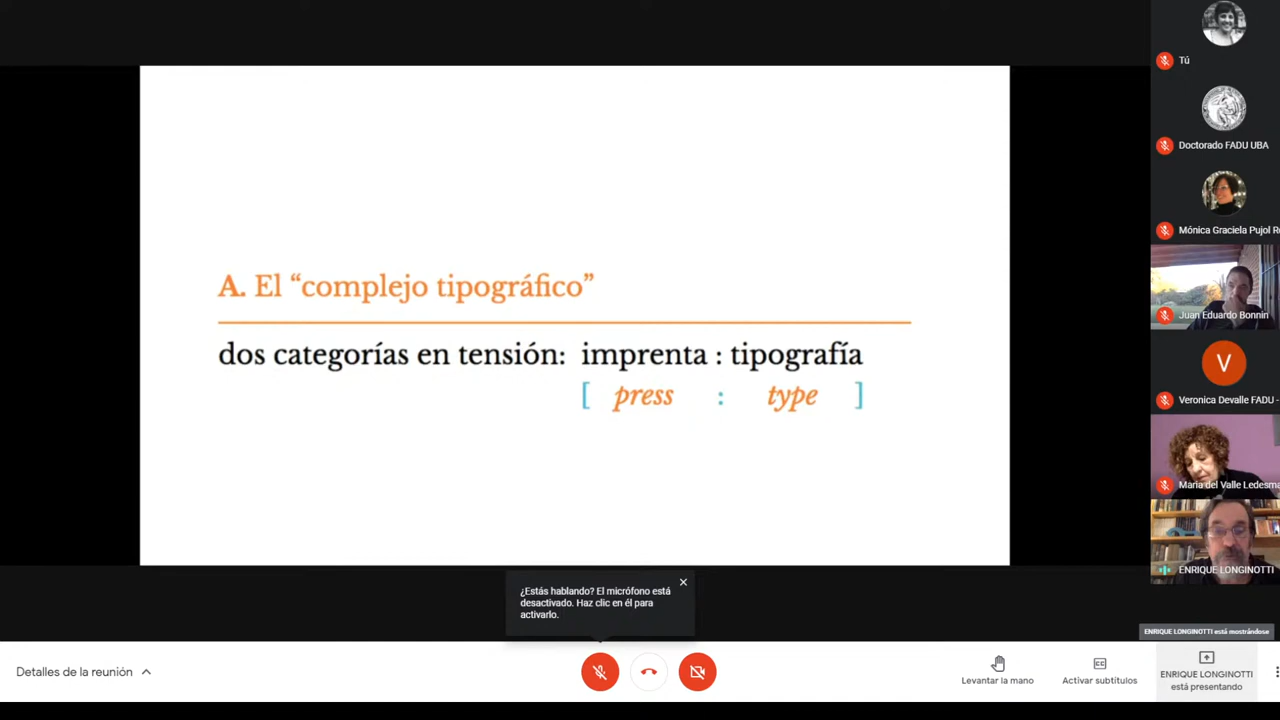 A. El “complejo tipográfico”
dos categorías en tensión: imprenta : tipografía
[ press : type ]
Tú
Doctorado FADU UBA
Mónica Graciela Pujol R
Juan Eduardo Bonnin
V
Veronica Devalle FADU -
María del Valle Ledesma
ENRIQUE LONGINOTTI
ENRIQUE LONGINOTTI está mostrándose
¿Estás hablando? El micrófono está
desactivado. Haz clic en él para
activarlo.
Detalles de la reunión
Levantar la mano
Activar subtítulos
ENRIQUE LONGINOTTI
está presentando